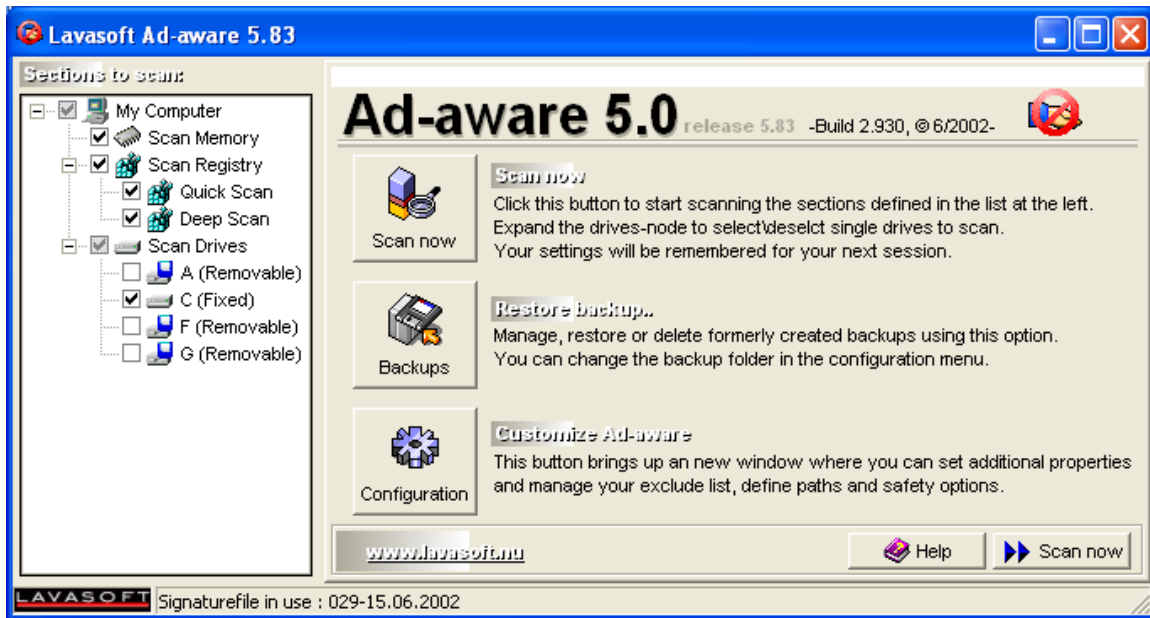 Lavasoft Ad-aware 5.83
Sections to scan:
My Computer
Scan Memory
Scan Registry
Quick Scan
Deep Scan
Scan Drives
A (Removable)
C (Fixed)
F (Removable)
G (Removable)
Ad-aware 5.0 release 5.83 -Build 2.930, © 6/2002-
Scan now
Scan now
Click this button to start scanning the sections defined in the list at the left.
Expand the drives-node to select\deselct single drives to scan.
Your settings will be remembered for your next session.
Backups
Restore backup..
Manage, restore or delete formerly created backups using this option.
You can change the backup folder in the configuration menu.
Configuration
Customize Ad-aware
This button brings up an new window where you can set additional properties
and manage your exclude list, define paths and safety options.
www.lavasoft.nu
Help
Scan now
LAVASOFT
Signaturefile in use : 029-15.06.2002